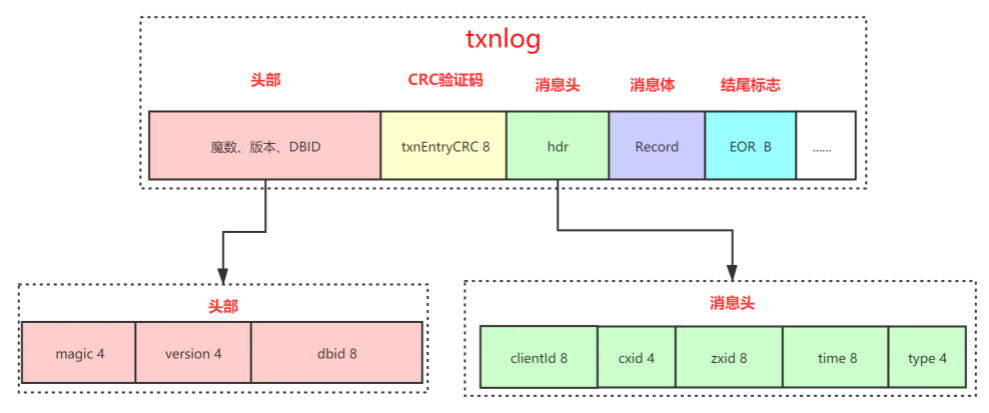 txnlog
头部 CRC验证码 消息头 消息体 结尾标志
魔数、版本、DBID txnEntryCRC 8 hdr Record EOR B ......
头部
magic 4 version 4 dbid 8
消息头
clientId 8 cxid 4 zxid 8 time 8 type 4